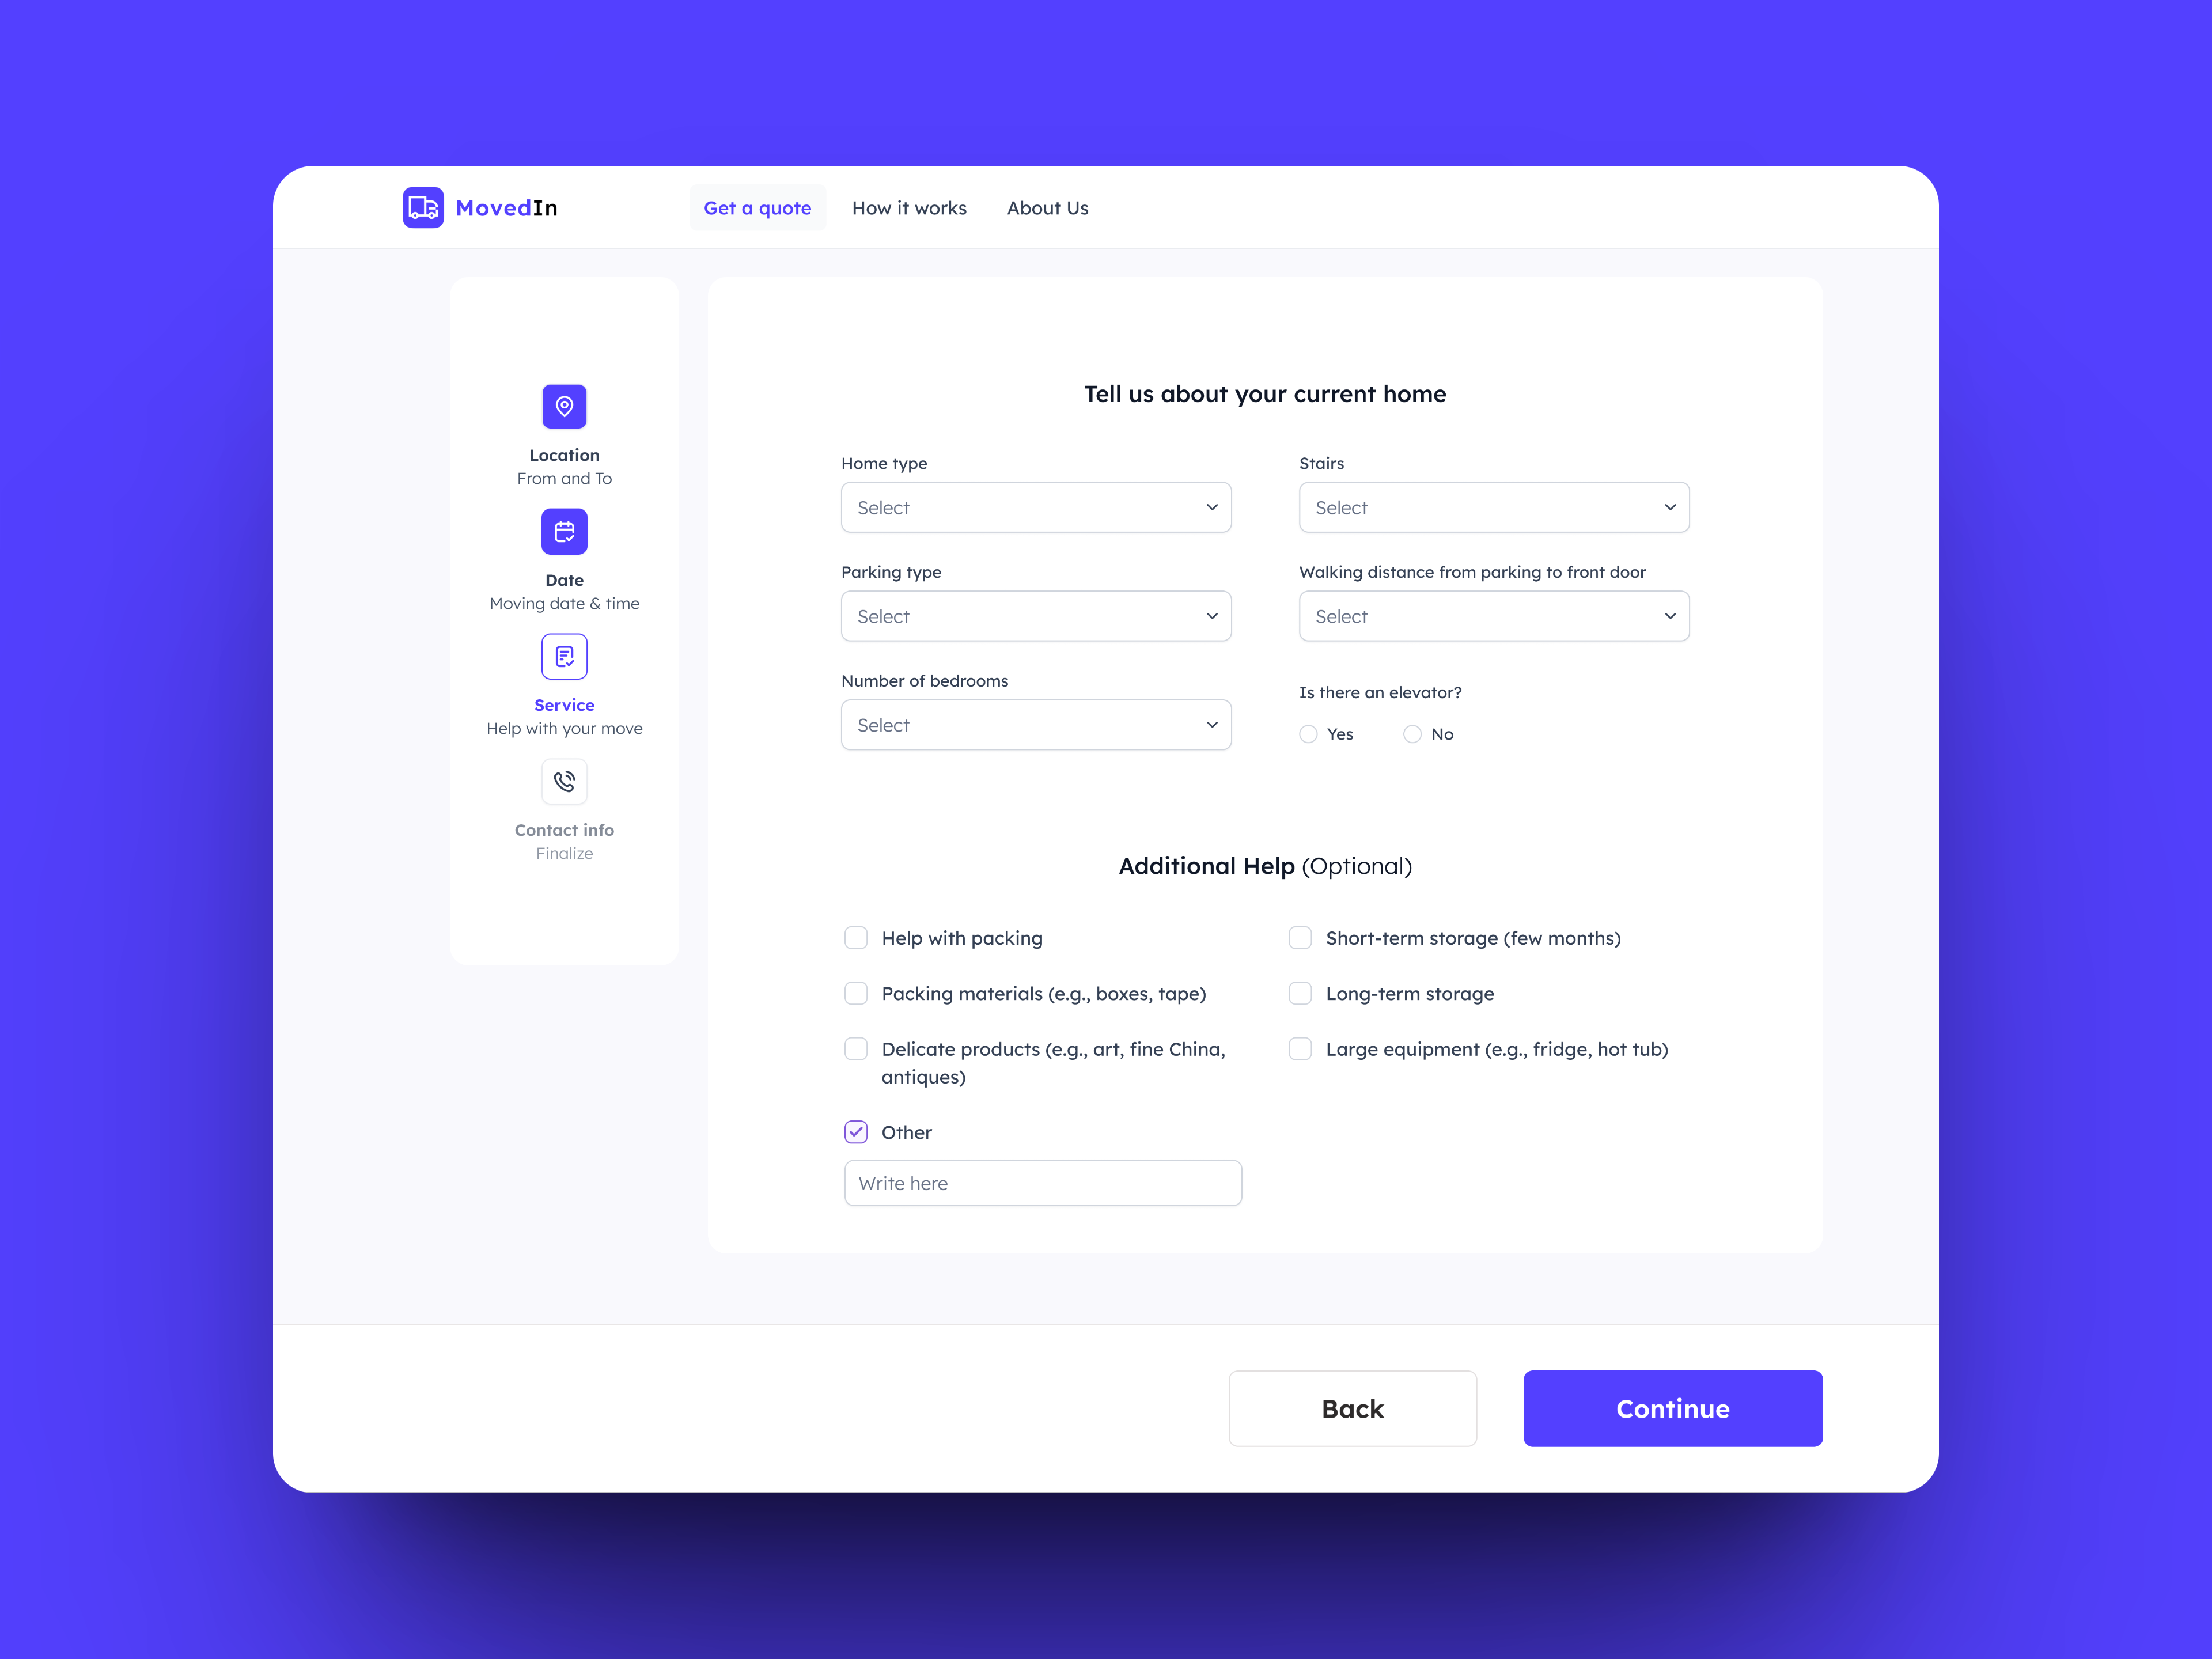 MovedIn
Get a quote
How it works
About Us
Location
From and To
Date
Moving date & time
Service
Help with your move
Contact info
Finalize
Tell us about your current home
Home type
Select
Stairs
Select
Parking type
Select
Walking distance from parking to front door
Select
Number of bedrooms
Select
Is there an elevator?
Yes
No
Additional Help (Optional)
Help with packing
Short-term storage (few months)
Packing materials (e.g., boxes, tape)
Long-term storage
Delicate products (e.g., art, fine China,
antiques)
Large equipment (e.g., fridge, hot tub)
Other
Write here
Back
Continue